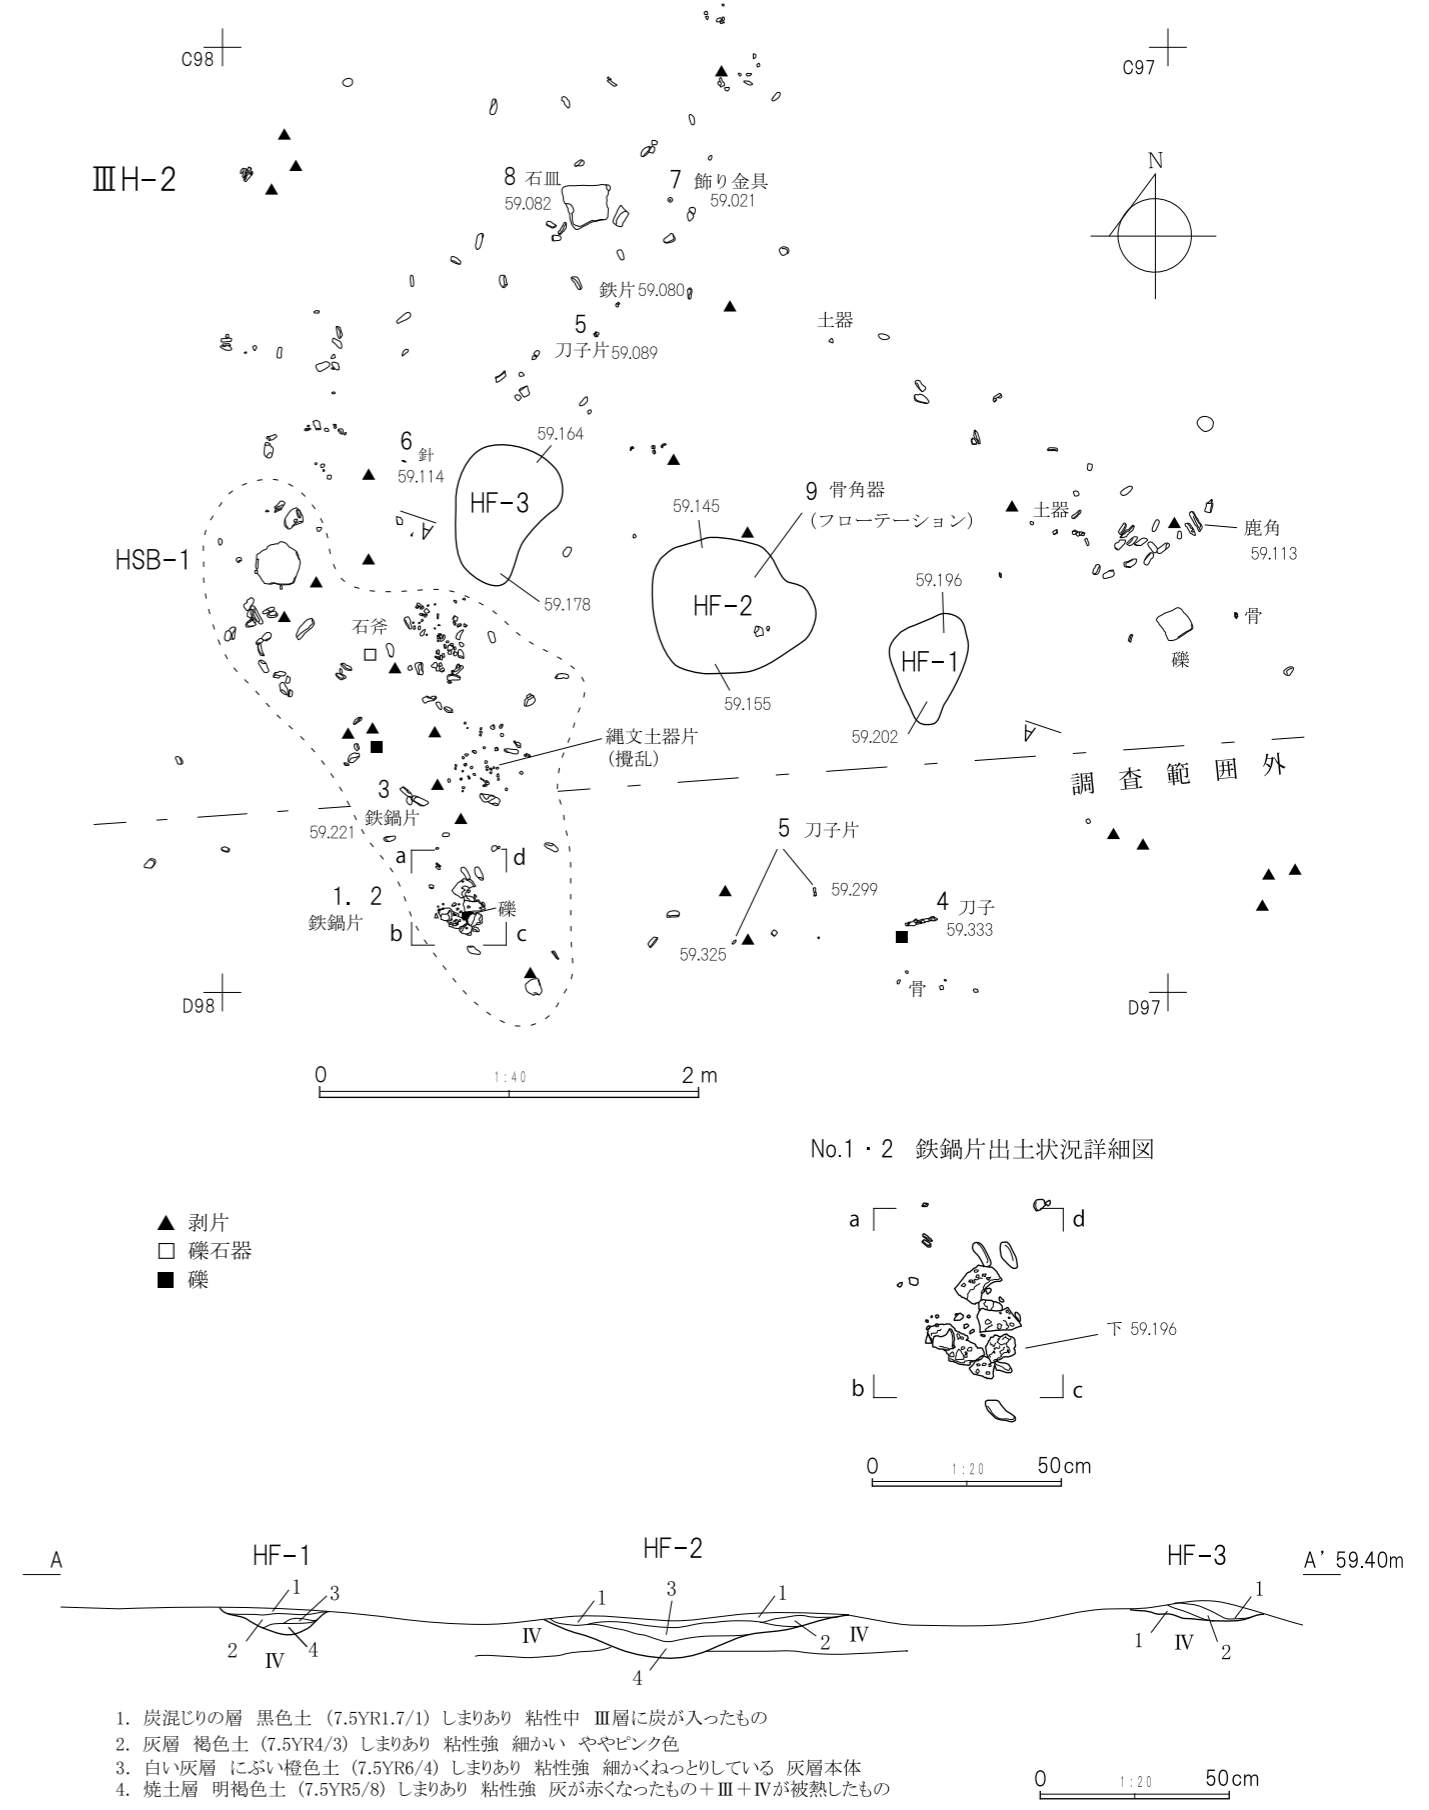 C98
C97
ⅢH-2
N
8 石皿
59.082
7 飾り金具
59.021
鉄片59.080
5
刀子片59.089
土器
6 針
59.114
59.164
HF-3
A'
59.178
59.145
9 骨角器
(フローテーション)
HF-2
59.155
59.196
HF-1
59.202
A
土器
鹿角
59.113
骨
礫
HSB-1
石斧
縄文土器片
(攪乱)
調査範囲外
3
鉄鍋片
59.221
a
d
1. 2
鉄鍋片
礫
b
c
5 刀子片
59.299
59.325
4 刀子
59.333
骨
D98
D97
0 1:40 2 m
No.1・2 鉄鍋片出土状況詳細図
▲ 剥片
□ 礫石器
■ 礫
a
d
下 59.196
b
c
0 1:20 50cm
A
HF-1
HF-2
HF-3
A' 59.40m
1
3
2
4
Ⅳ
1
3
1
Ⅳ
2
Ⅳ
4
1
1
Ⅳ
2
1. 炭混じりの層 黒色土 (7.5YR1.7/1) しまりあり 粘性中 Ⅲ層に炭が入ったもの
2. 灰層 褐色土 (7.5YR4/3) しまりあり 粘性強 細かい ややピンク色
3. 白い灰層 にぶい橙色土 (7.5YR6/4) しまりあり 粘性強 細かくねっとりしている 灰層本体
4. 焼土層 明褐色土 (7.5YR5/8) しまりあり 粘性強 灰が赤くなったもの+Ⅲ+Ⅳが被熱したもの
0 1:20 50cm